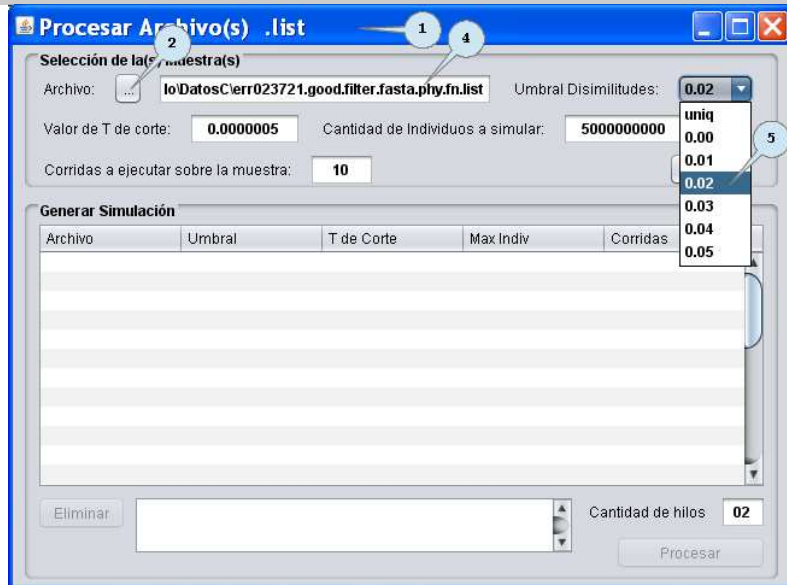 Procesar Archivo(s) .list
1
2
4
Selección de la(s) muestra(s)
Archivo: ... lo\DatosC\err023721.good.filter.fasta.phy.fn.list Umbral Disimilitudes: 0.02
uniq
Valor de T de corte: 0.0000005 Cantidad de Individuos a simular: 5000000000
0.00
5
0.01
Corridas a ejecutar sobre la muestra: 10
0.02
0.03
0.04
0.05
Generar Simulación
Archivo Umbral T de Corte Max Indiv Corridas
Eliminar
Cantidad de hilos 02
Procesar